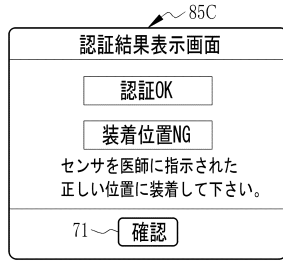 85C
認証結果表示画面
認証OK
装着位置NG
センサを医師に指示された
正しい位置に装着して下さい。
71 確認